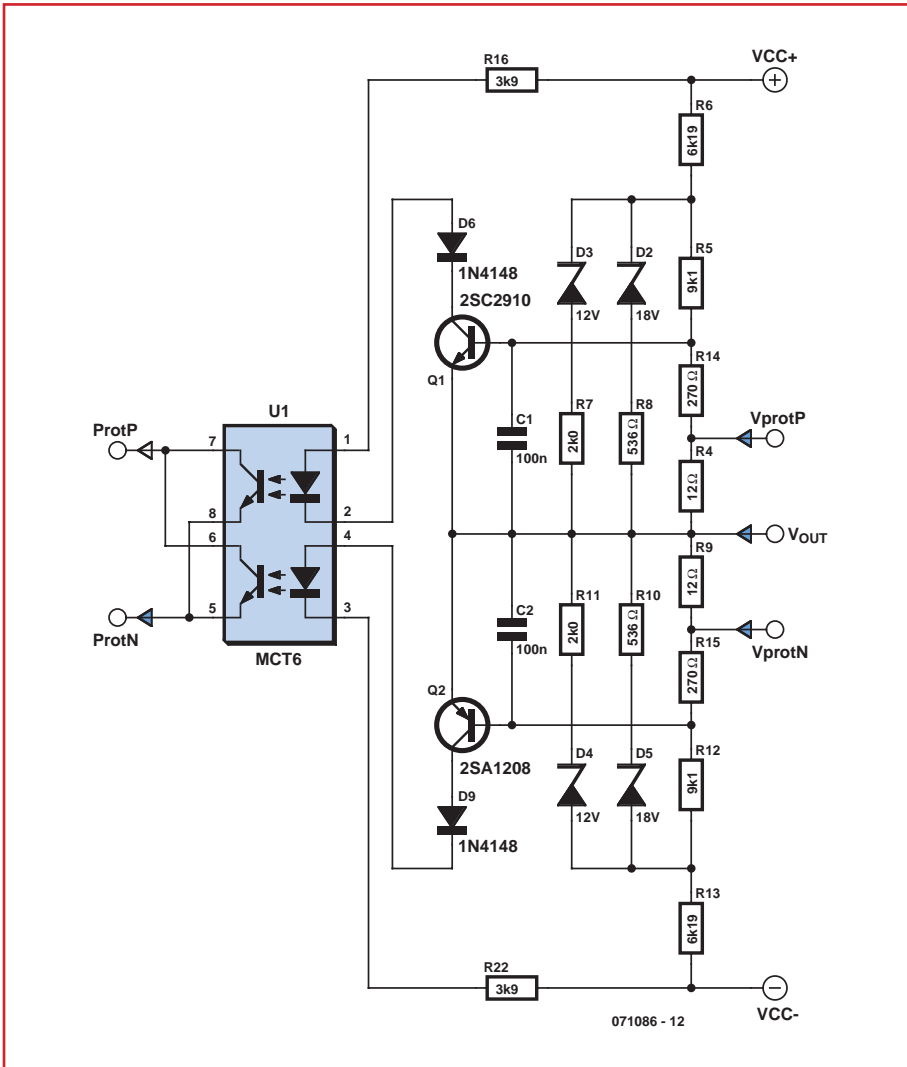 R16
3k9
VCC+
R6
6k19
D6
1N4148
D3
12V
D2
18V
R5
9k1
2SC2910
Q1
R14
270 Ω
U1
C1
100n
R7
2k0
R8
536 Ω
VprotP
R4
12 Ω
ProtP
7
1
8
2
6
4
5
3
ProtN
MCT6
VOUT
R9
12 Ω
C2
100n
R11
2k0
R10
536 Ω
VprotN
R15
270 Ω
Q2
2SA1208
D9
1N4148
D4
12V
D5
18V
R12
9k1
R13
6k19
R22
3k9
VCC-
071086 - 12